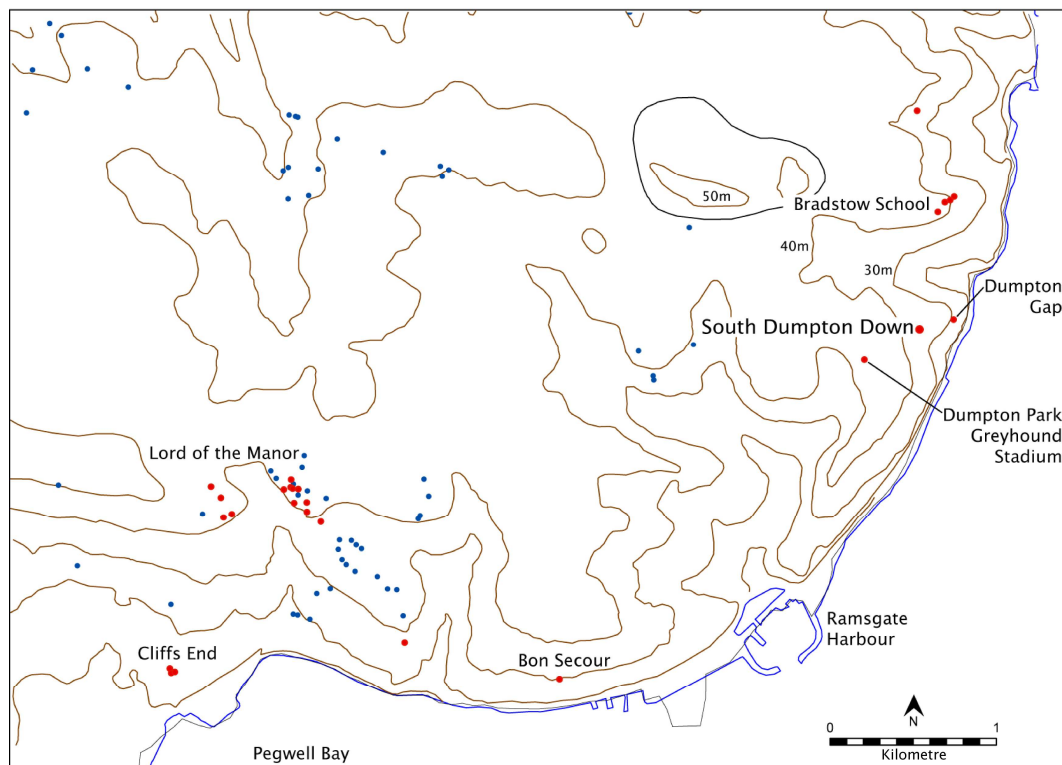 50m
Bradstow School
40m
30m
Dumpton
Gap
South Dumpton Down
Dumpton Park
Greyhound
Stadium
Lord of the Manor
Ramsgate
Harbour
Cliffs End
Bon Secour
N
0
1
Kilometre
Pegwell Bay